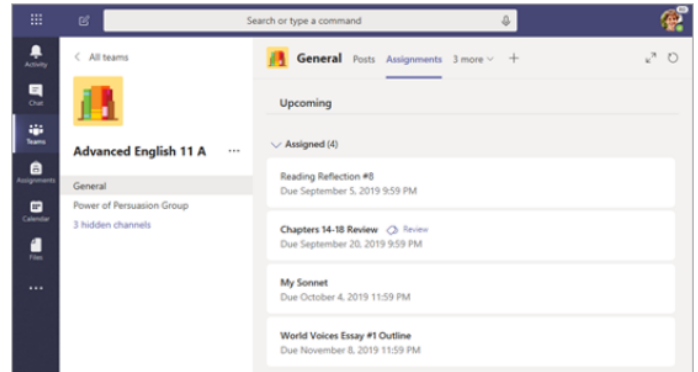 Search or type a command
Activity
Chat
Teams
Assignments
Calendar
Files
All teams
Advanced English 11 A
General
Power of Persuasion Group
3 hidden channels
General Posts Assignments 3 more
Upcoming
Assigned (4)
Reading Reflection #8
Due September 5, 2019 9:59 PM
Chapters 14-18 Review Review
Due September 20, 2019 9:59 PM
My Sonnet
Due October 4, 2019 11:59 PM
World Voices Essay #1 Outline
Due November 8, 2019 11:59 PM